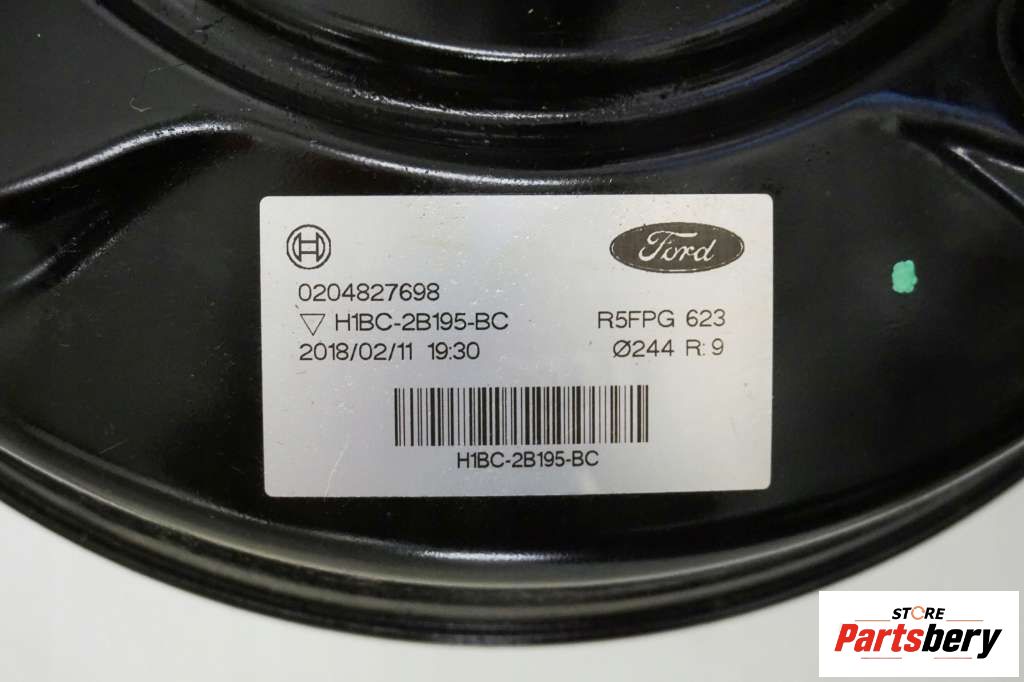 Ford
0204827698
▽ H1BC-2B195-BC R5FPG 623
2018/02/11 19:30 Ø244 R: 9
H1BC-2B195-BC
STORE
Partsbery